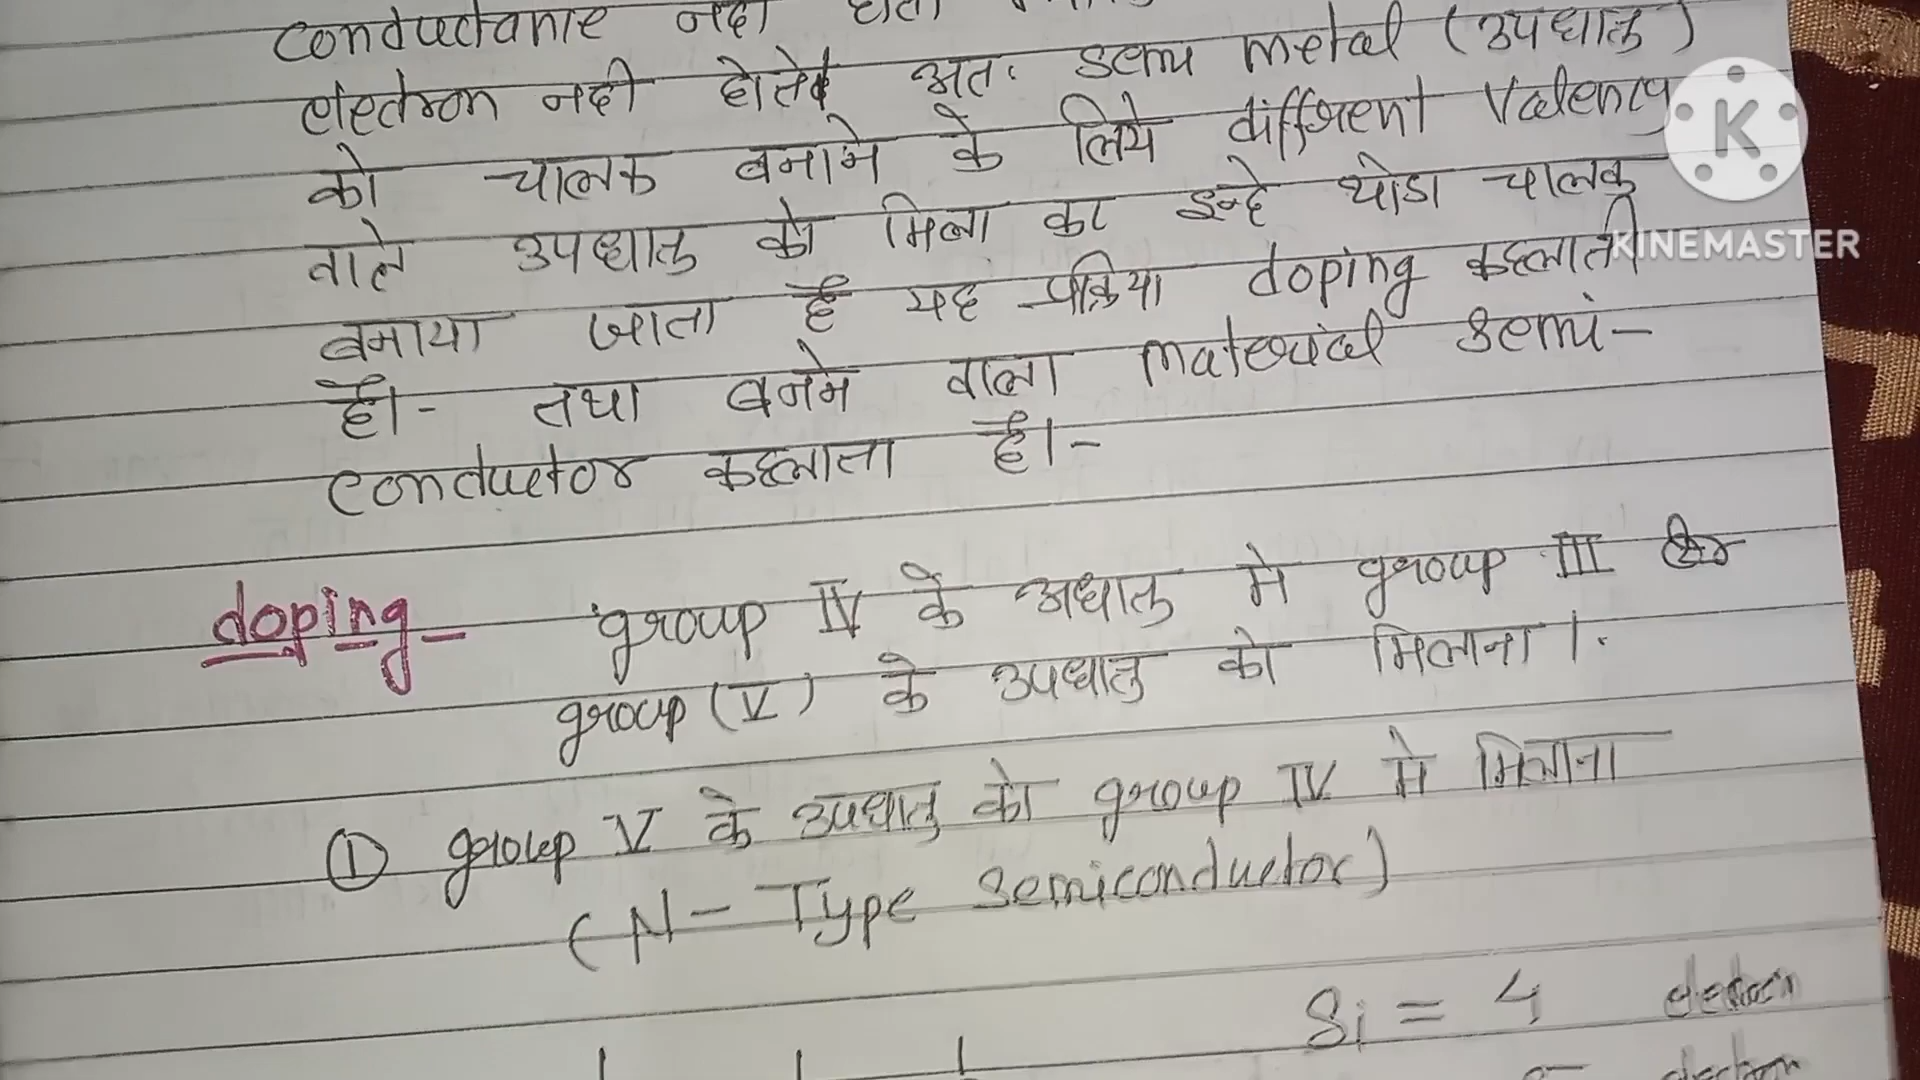 conductance नही होता
electron नही होते अतः semi metal (उपधातु)
को चालक बनाने के लिये different Valency
वाले उपधातु को मिला कर इन्हे थोडा चालक
बनाया जाता है यह प्रक्रिया doping कहलाती
है।- तथा बनने वाला material semi-
conductor कहलाता है।-
doping- group IV के अधातु मे group III
group (V) के उपधातु को मिलाना।
① group V के उपधातु को group IV मे मिलाना
(N- Type semiconductor)
Si = 4 electron
electron
K
KINEMASTER